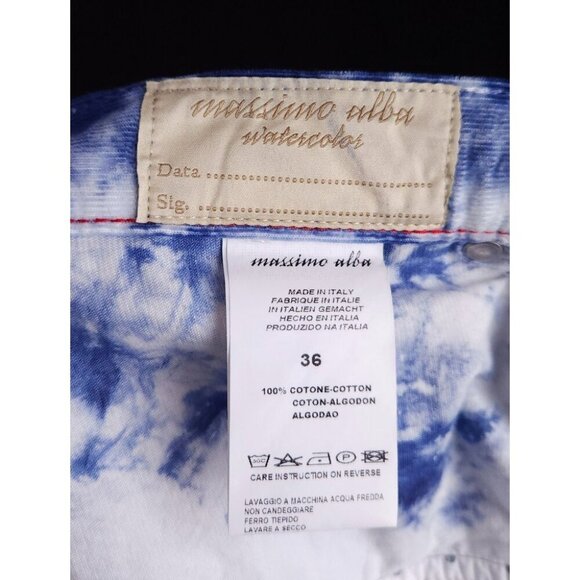 massimo alba
watercolor
Data
Sig.
massimo alba
MADE IN ITALY
FABRIQUE IN ITALIE
IN ITALIEN GEMACHT
HECHO EN ITALIA
PRODUZIDO NA ITALIA
36
100% COTONE-COTTON
COTON-ALGODON
ALGODAO
CARE INSTRUCTION ON REVERSE
LAVAGGIO A MACCHINA ACQUA FREDDA
NON CANDEGGIARE
FERRO TIEPIDO
LAVARE A SECCO